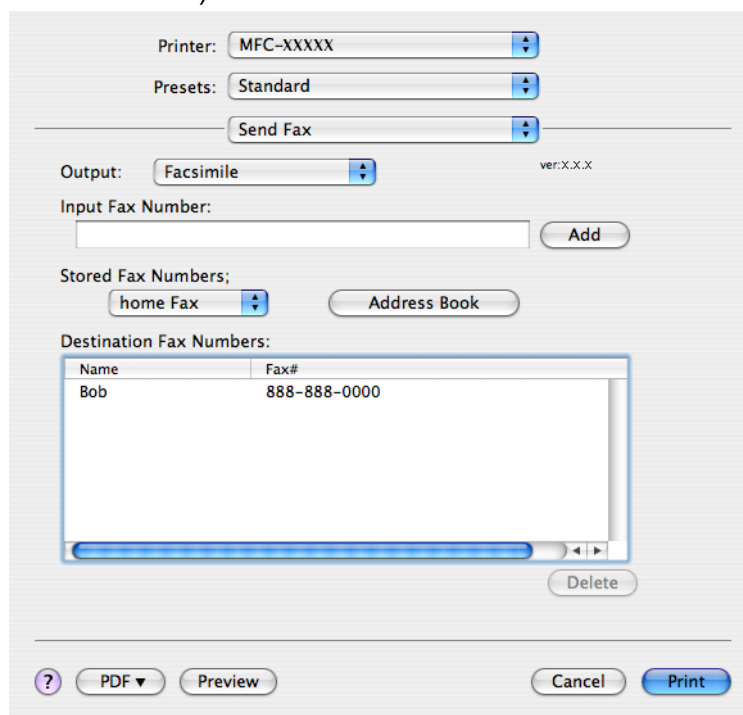 )
Printer: MFC-XXXXX
Presets: Standard
Send Fax
Output: Facsimile ver:X.X.X
Input Fax Number:
Add
Stored Fax Numbers;
home Fax Address Book
Destination Fax Numbers:
Name Fax#
Bob 888-888-0000
Delete
? PDF▼ Preview Cancel Print